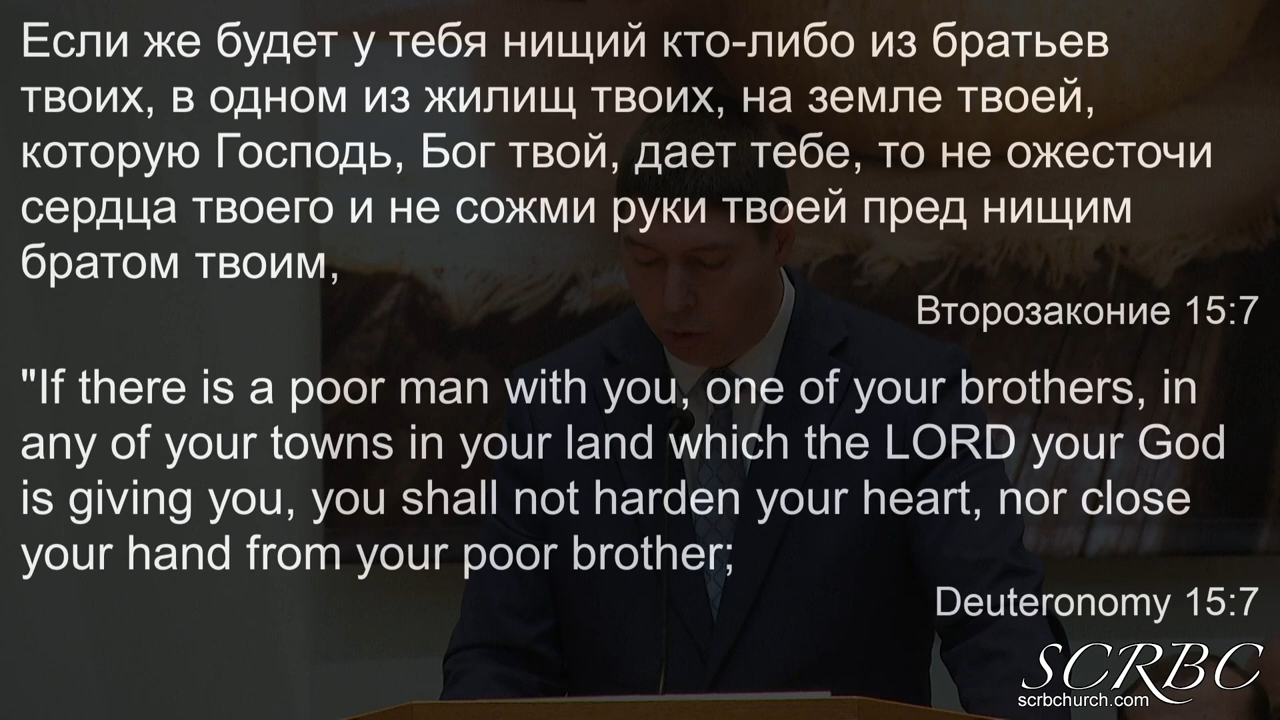 Если же будет у тебя нищий кто-либо из братьев
твоих, в одном из жилищ твоих, на земле твоей,
которую Господь, Бог твой, дает тебе, то не ожесточи
сердца твоего и не сожми руки твоей пред нищим
братом твоим,
Второзаконие 15:7
"If there is a poor man with you, one of your brothers, in
any of your towns in your land which the LORD your God
is giving you, you shall not harden your heart, nor close
your hand from your poor brother;
Deuteronomy 15:7
SCRBC
scrbchurch.com